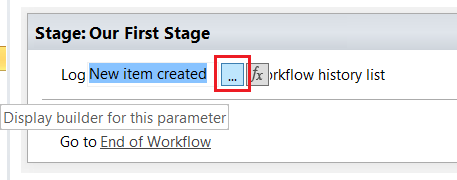 Stage: Our First Stage
Log New item created ... fx rkflow history list
Display builder for this parameter
Go to End of Workflow